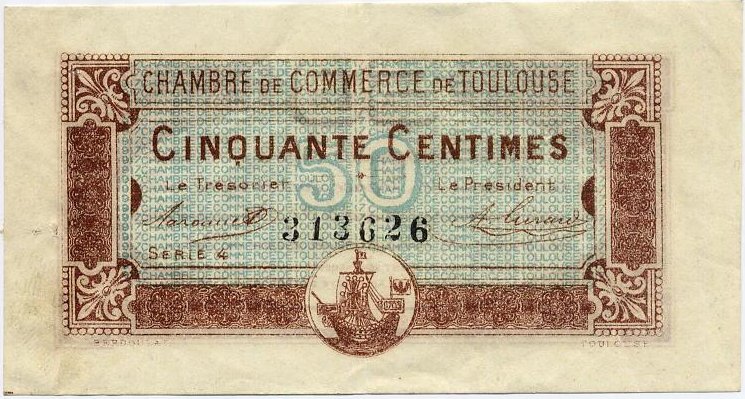 CHAMBRE DE COMMERCE DE TOULOUSE
CINQUANTE CENTIMES
50
Le Trésorier Le Président
313626
SERIE 4
TOULOUSE